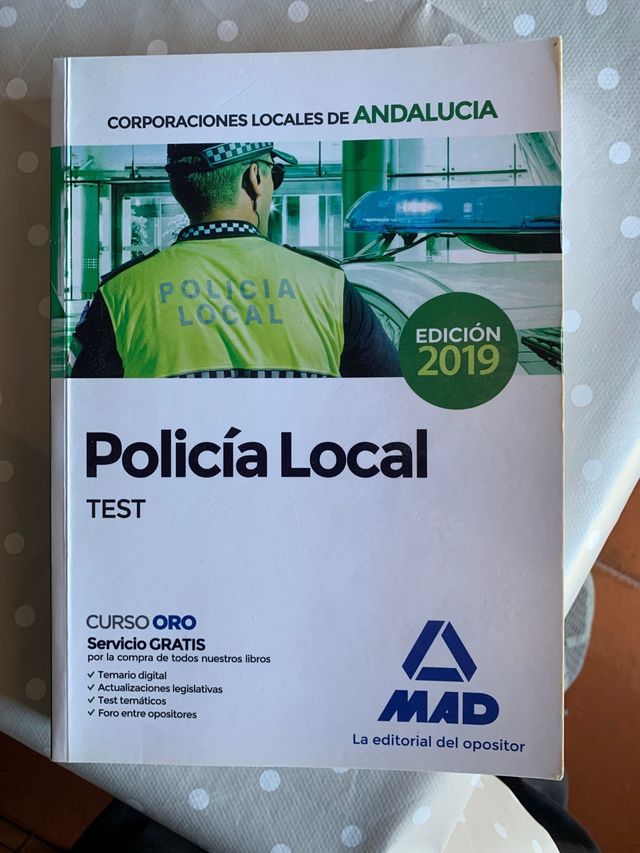 CORPORACIONES LOCALES DE ANDALUCIA
POLICIA
LOCAL
EDICIÓN
2019
Policía Local
TEST
CURSO ORO
Servicio GRATIS
por la compra de todos nuestros libros
✓ Temario digital
✓ Actualizaciones legislativas
✓ Test temáticos
✓ Foro entre opositores
MAD
La editorial del opositor